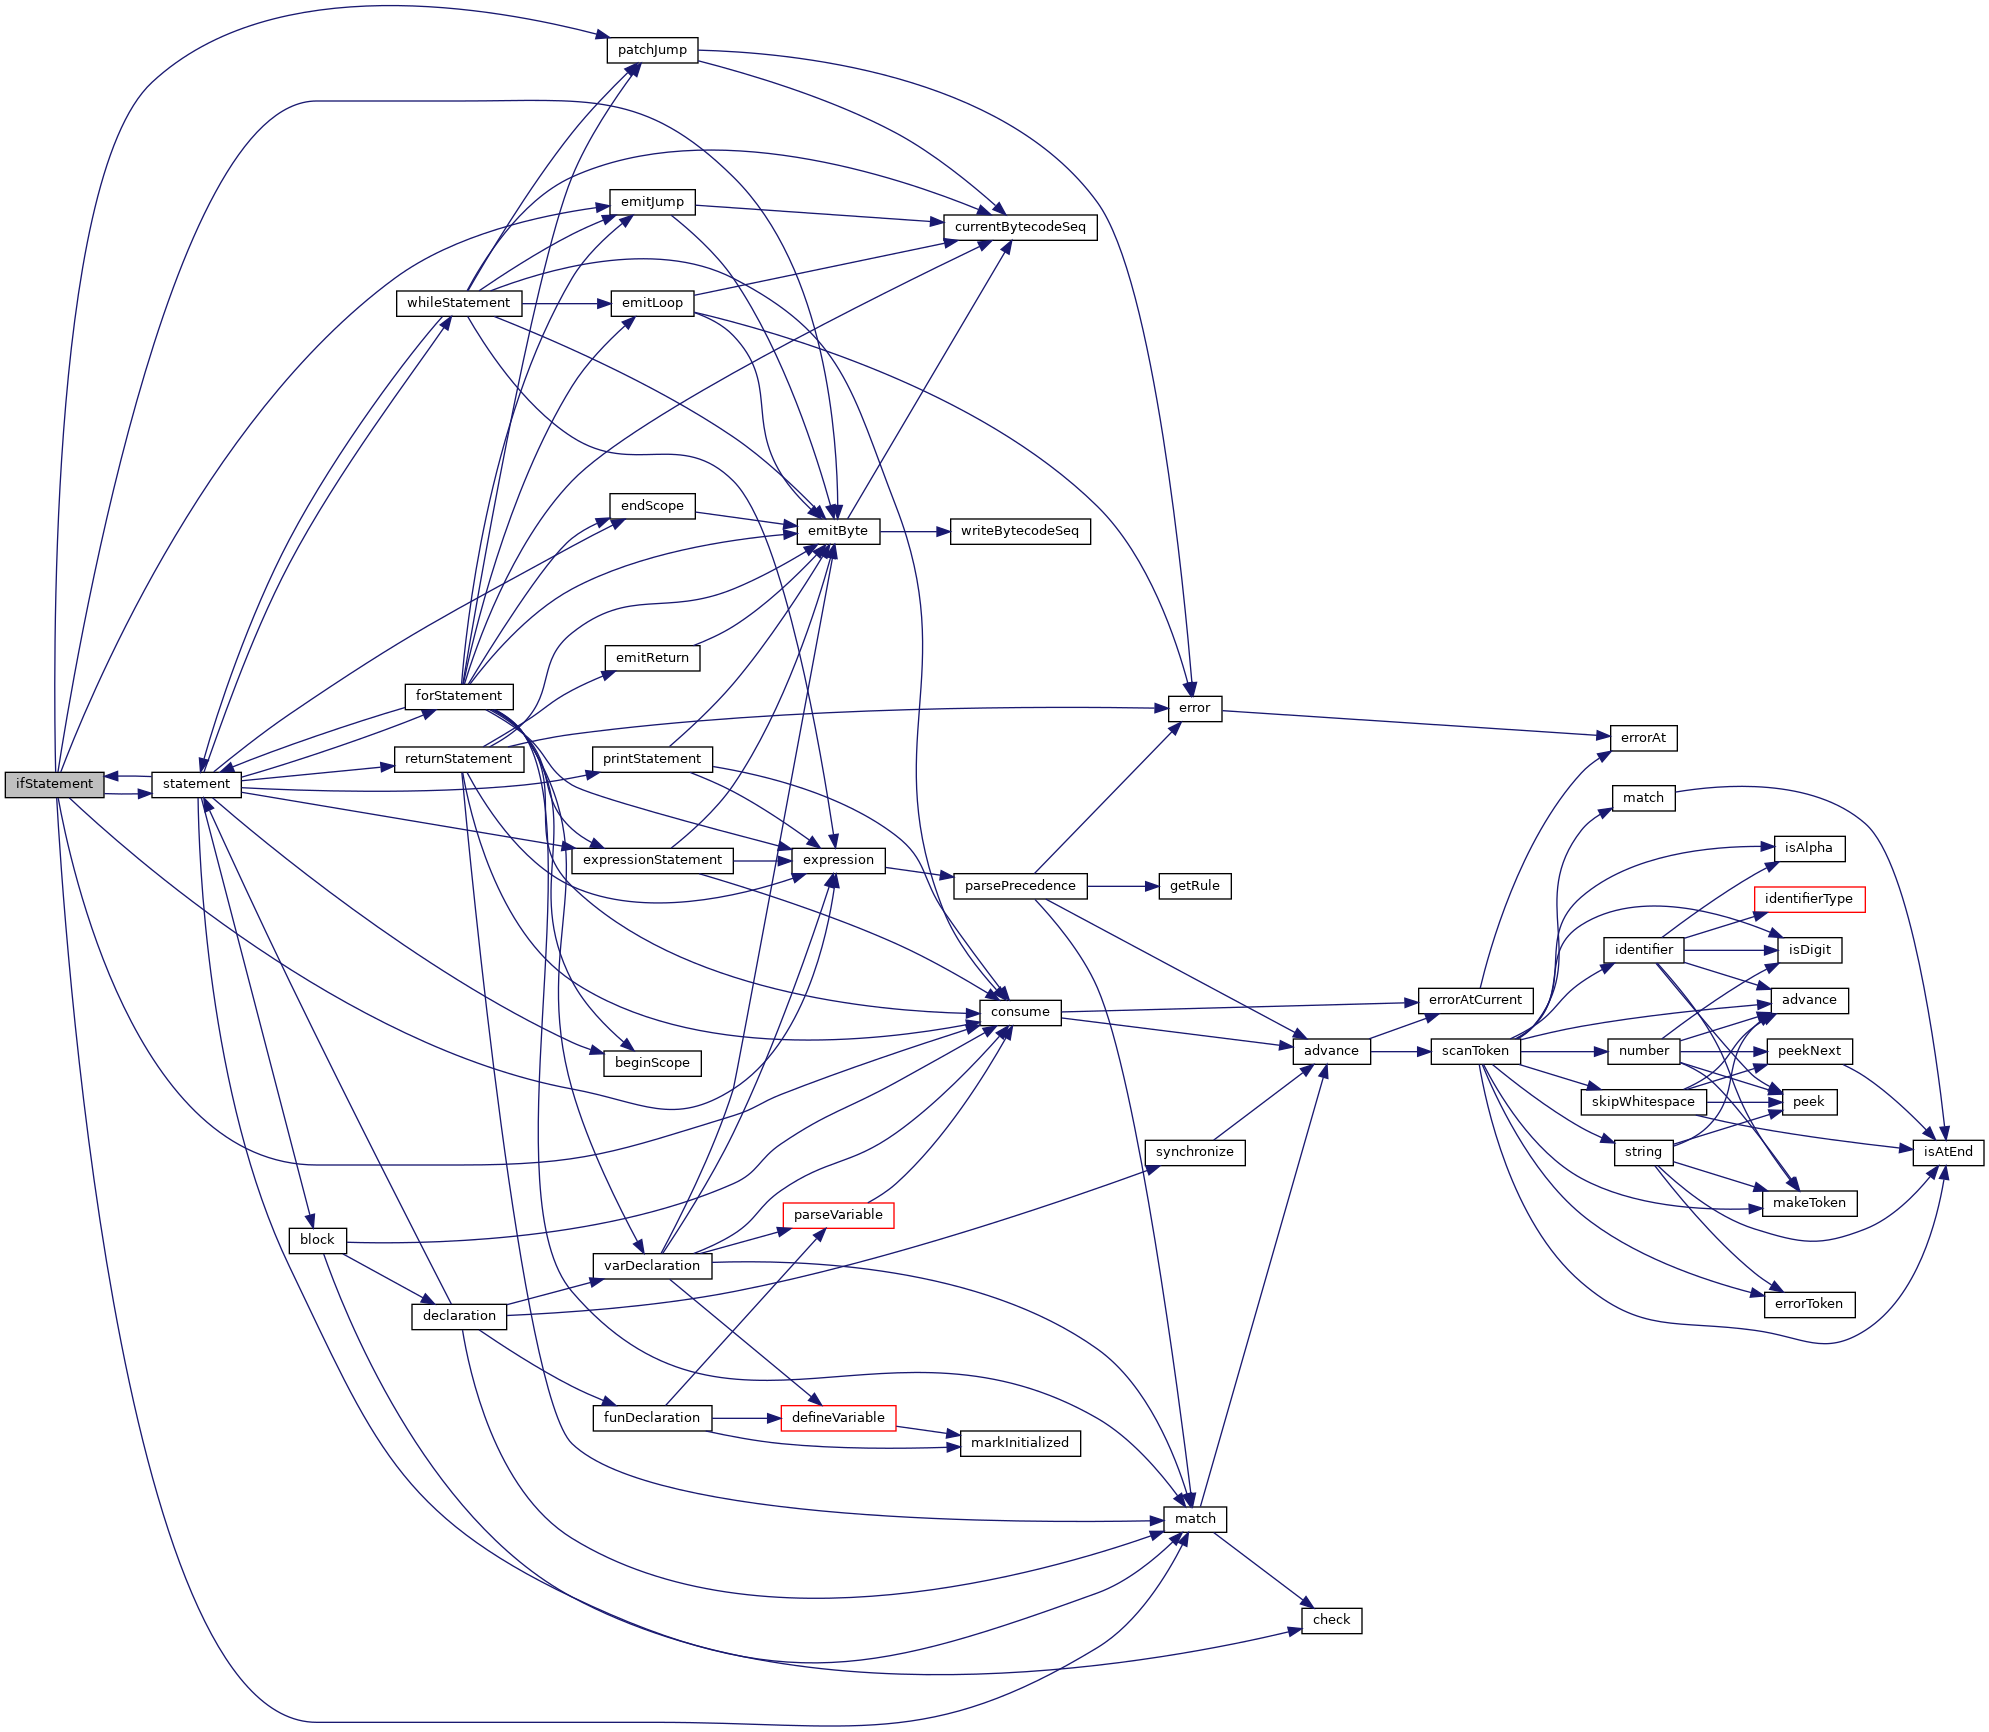 patchJump
emitJump
currentBytecodeSeq
whileStatement
emitLoop
endScope
emitByte
writeBytecodeSeq
emitReturn
forStatement
error
errorAt
returnStatement
printStatement
ifStatement
statement
match
isAlpha
expressionStatement
expression
parsePrecedence
getRule
identifierType
identifier
isDigit
errorAtCurrent
advance
consume
beginScope
advance
scanToken
number
peekNext
skipWhitespace
peek
synchronize
string
isAtEnd
makeToken
parseVariable
block
varDeclaration
errorToken
declaration
funDeclaration
defineVariable
markInitialized
match
check